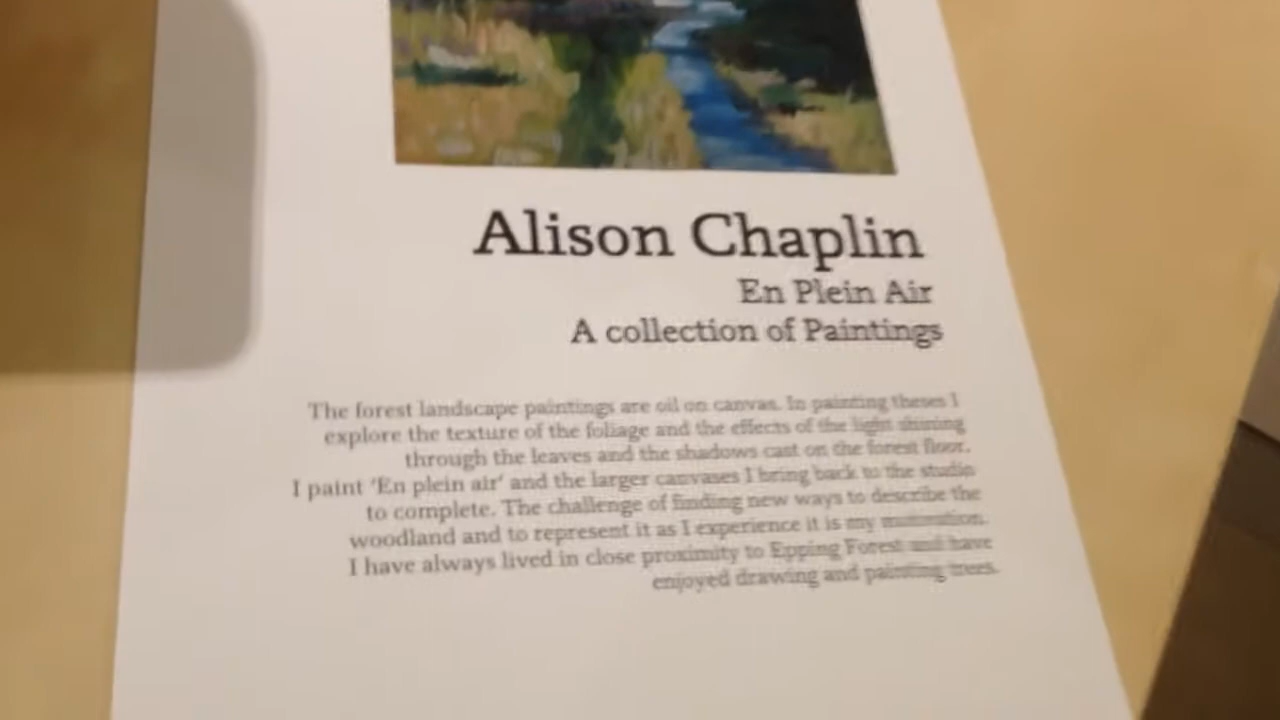 Alison Chaplin
En Plein Air
A collection of Paintings
The forest landscape paintings are oil on canvas. In painting theses I
explore the texture of the foliage and the effects of the light shining
through the leaves and the shadows cast on the forest floor.
I paint 'En plein air' and the larger canvases I bring back to the studio
to complete. The challenge of finding new ways to describe the
woodland and to represent it as I experience it is my motivation.
I have always lived in close proximity to Epping Forest and have
enjoyed drawing and painting trees.